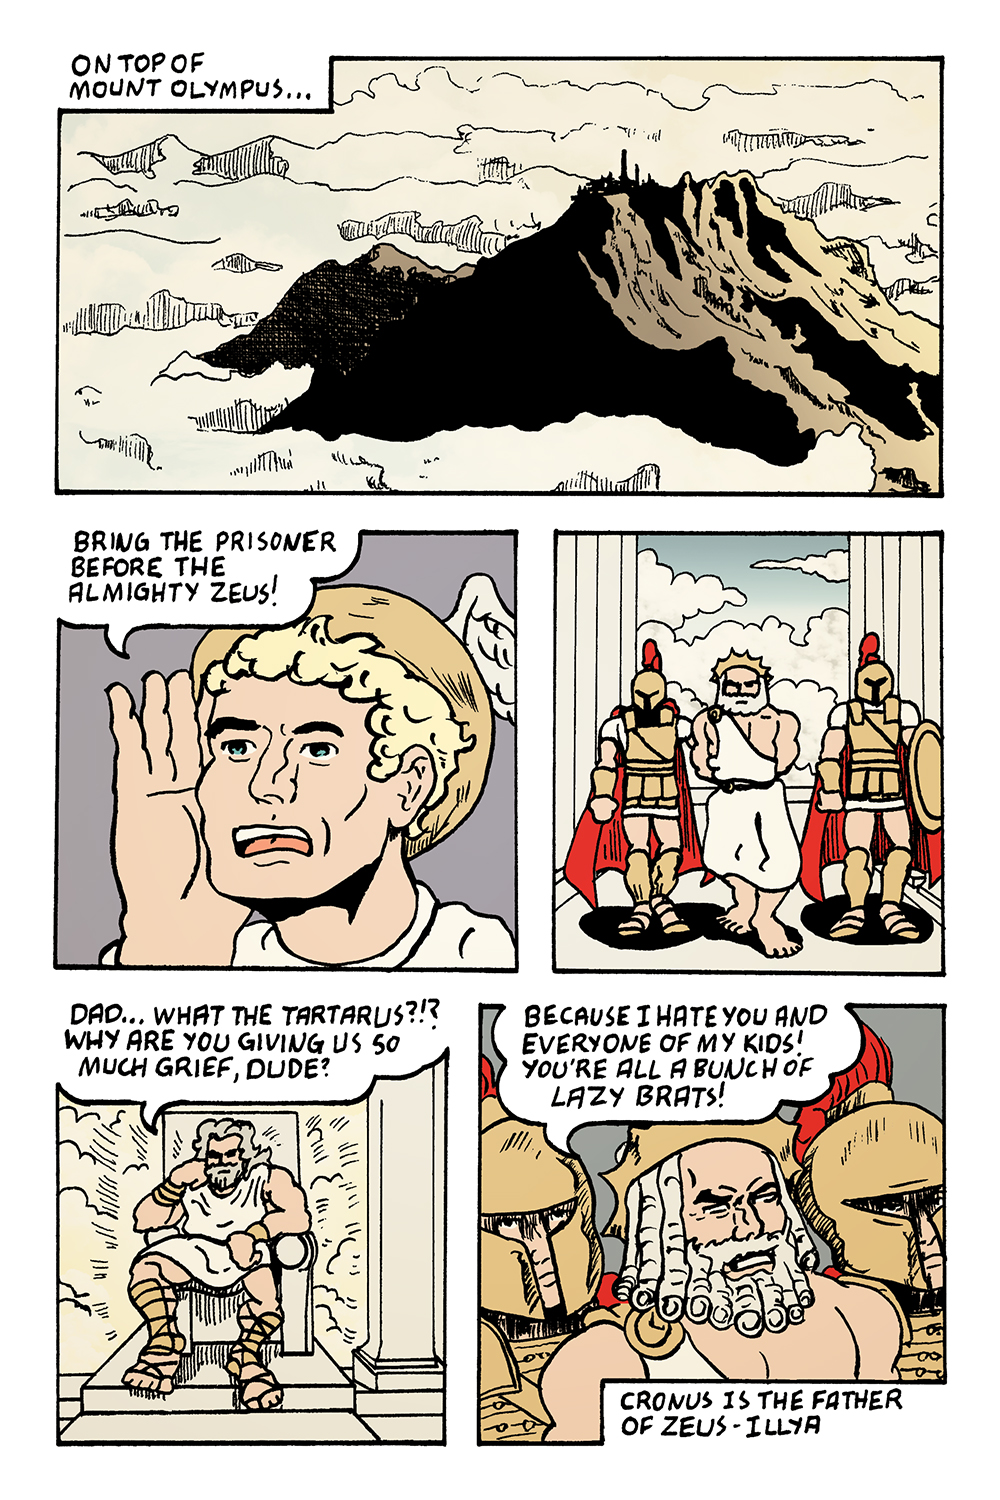 ON TOP OF
MOUNT OLYMPUS...
BRING THE PRISONER
BEFORE THE
ALMIGHTY ZEUS!
DAD... WHAT THE TARTARUS?!?
WHY ARE YOU GIVING US SO
MUCH GRIEF, DUDE?
BECAUSE I HATE YOU AND
EVERYONE OF MY KIDS!
YOU'RE ALL A BUNCH OF
LAZY BRATS!
CRONUS IS THE FATHER
OF ZEUS - ILLYA